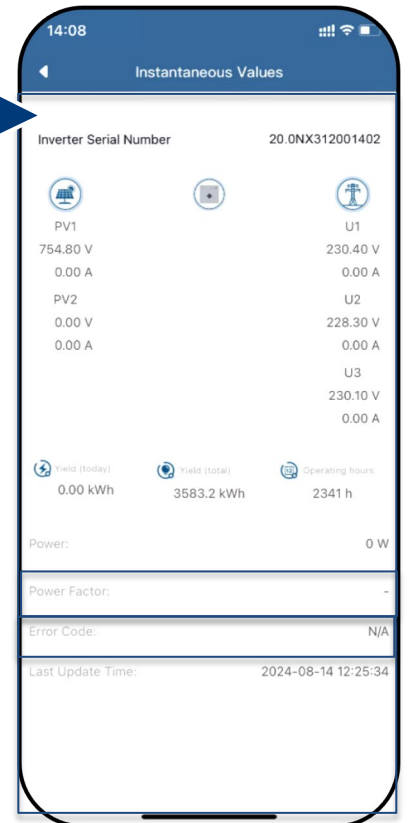 14:08
Instantaneous Values
Inverter Serial Number 20.0NX312001402
PV1 U1
754.80 V 230.40 V
0.00 A 0.00 A
PV2 U2
0.00 V 228.30 V
0.00 A 0.00 A
U3
230.10 V
0.00 A
Yield (today) Yield (total) Operating hours
0.00 kWh 3583.2 kWh 2341 h
Power: 0 W
Power Factor: -
Error Code: N/A
Last Update Time: 2024-08-14 12:25:34